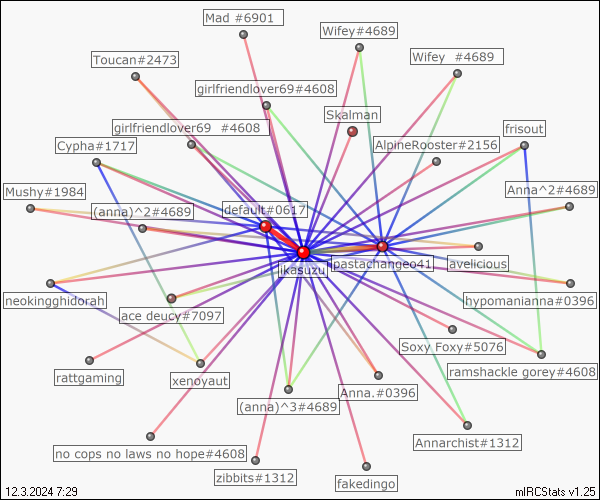 Mad #6901
Wifey#4689
Wifey  #4689
Toucan#2473
girlfriendlover69#4608
Skalman
girlfriendlover69  #4608
frisout
Cypha#1717
AlpineRooster#2156
Mushy#1984
Anna^2#4689
(anna)^2#4689
default#0617
ikasuzu
ipastachangeo41
avelicious
neokingghidorah
hypomanianna#0396
ace deucy#7097
Soxy Foxy#5076
rattgaming
xenoyaut
ramshackle gorey#4608
Anna.#0396
(anna)^3#4689
Annarchist#1312
no cops no laws no hope#4608
zibbits#1312
fakedingo
12.3.2024 7:29
mIRCStats v1.25